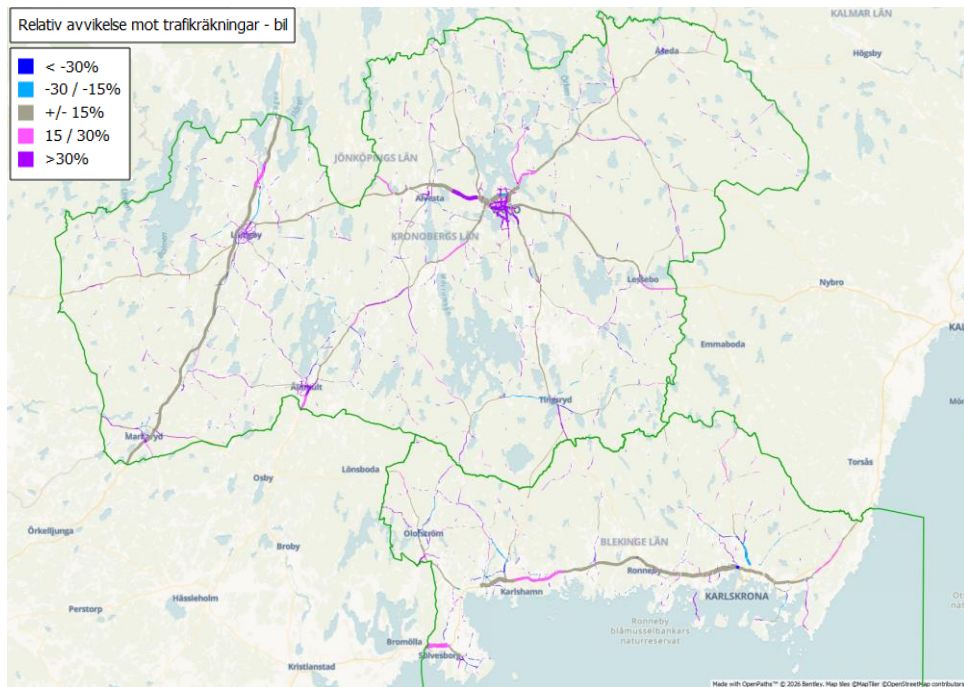 Relativ avvikelse mot trafikräkningar - bil
< -30%
-30 / -15%
+/- 15%
15 / 30%
>30%
KALMAR LÄN
Högsby
Åseda
JÖNKÖPINGS LÄN
Alvesta
Ljungby
KRONOBERGS LÄN
Lessebo
Nybro
Emmaboda
Älmhult
Tingsryd
Markaryd
Torsås
Lönsboda
Osby
Örkelljunga
Broby
Olofström
BLEKINGE LÄN
Ronneby
Karlshamn
KARLSKRONA
Hässleholm
Perstorp
Ronneby
blåmusselbankars
naturreservat
Bromölla
Sölvesborg
Kristianstad
Made with OpenPaths™ © 2026 Bentley. Map tiles ©MapTiler ©OpenStreetMap contributors